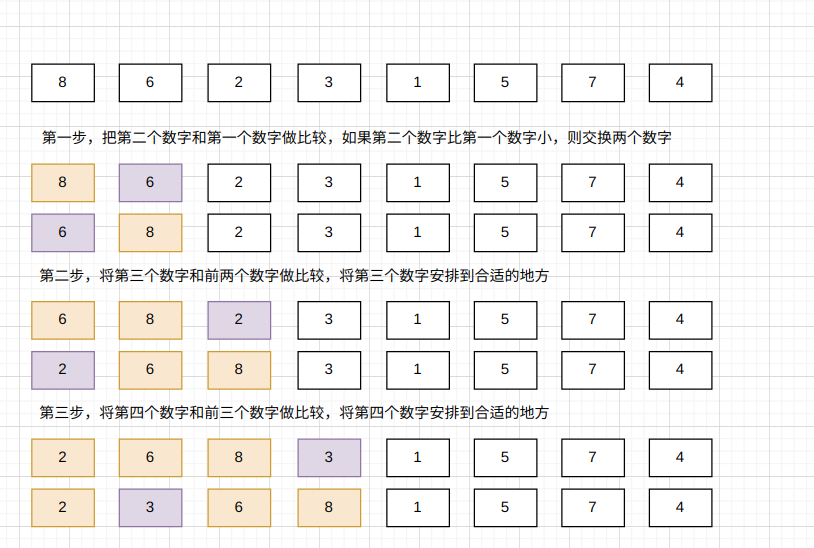 8 6 2 3 1 5 7 4
第一步，把第二个数字和第一个数字做比较，如果第二个数字比第一个数字小，则交换两个数字
8 6 2 3 1 5 7 4
6 8 2 3 1 5 7 4
第二步，将第三个数字和前两个数字做比较，将第三个数字安排到合适的地方
6 8 2 3 1 5 7 4
2 6 8 3 1 5 7 4
第三步，将第四个数字和前三个数字做比较，将第四个数字安排到合适的地方
2 6 8 3 1 5 7 4
2 3 6 8 1 5 7 4